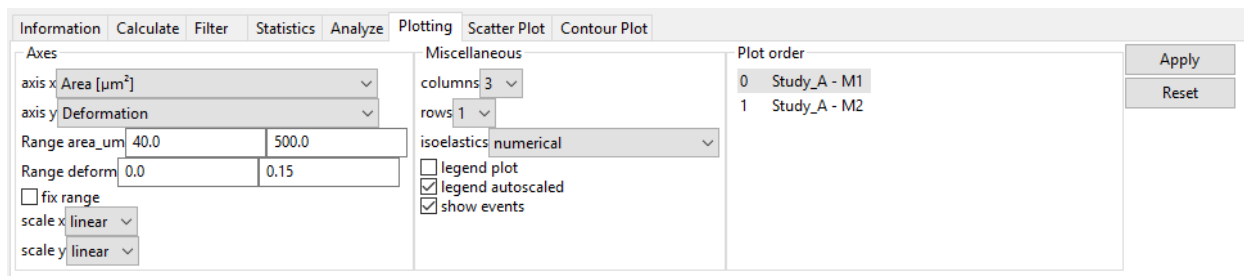 Information Calculate Filter Statistics Analyze Plotting Scatter Plot Contour Plot
Axes
axis x Area [µm²]
axis y Deformation
Range area_um 40.0 500.0
Range deform 0.0 0.15
fix range
scale x linear
scale y linear
Miscellaneous
columns 3
rows 1
isoelastics numerical
legend plot
legend autoscaled
show events
Plot order
0 Study_A - M1
1 Study_A - M2
Apply
Reset